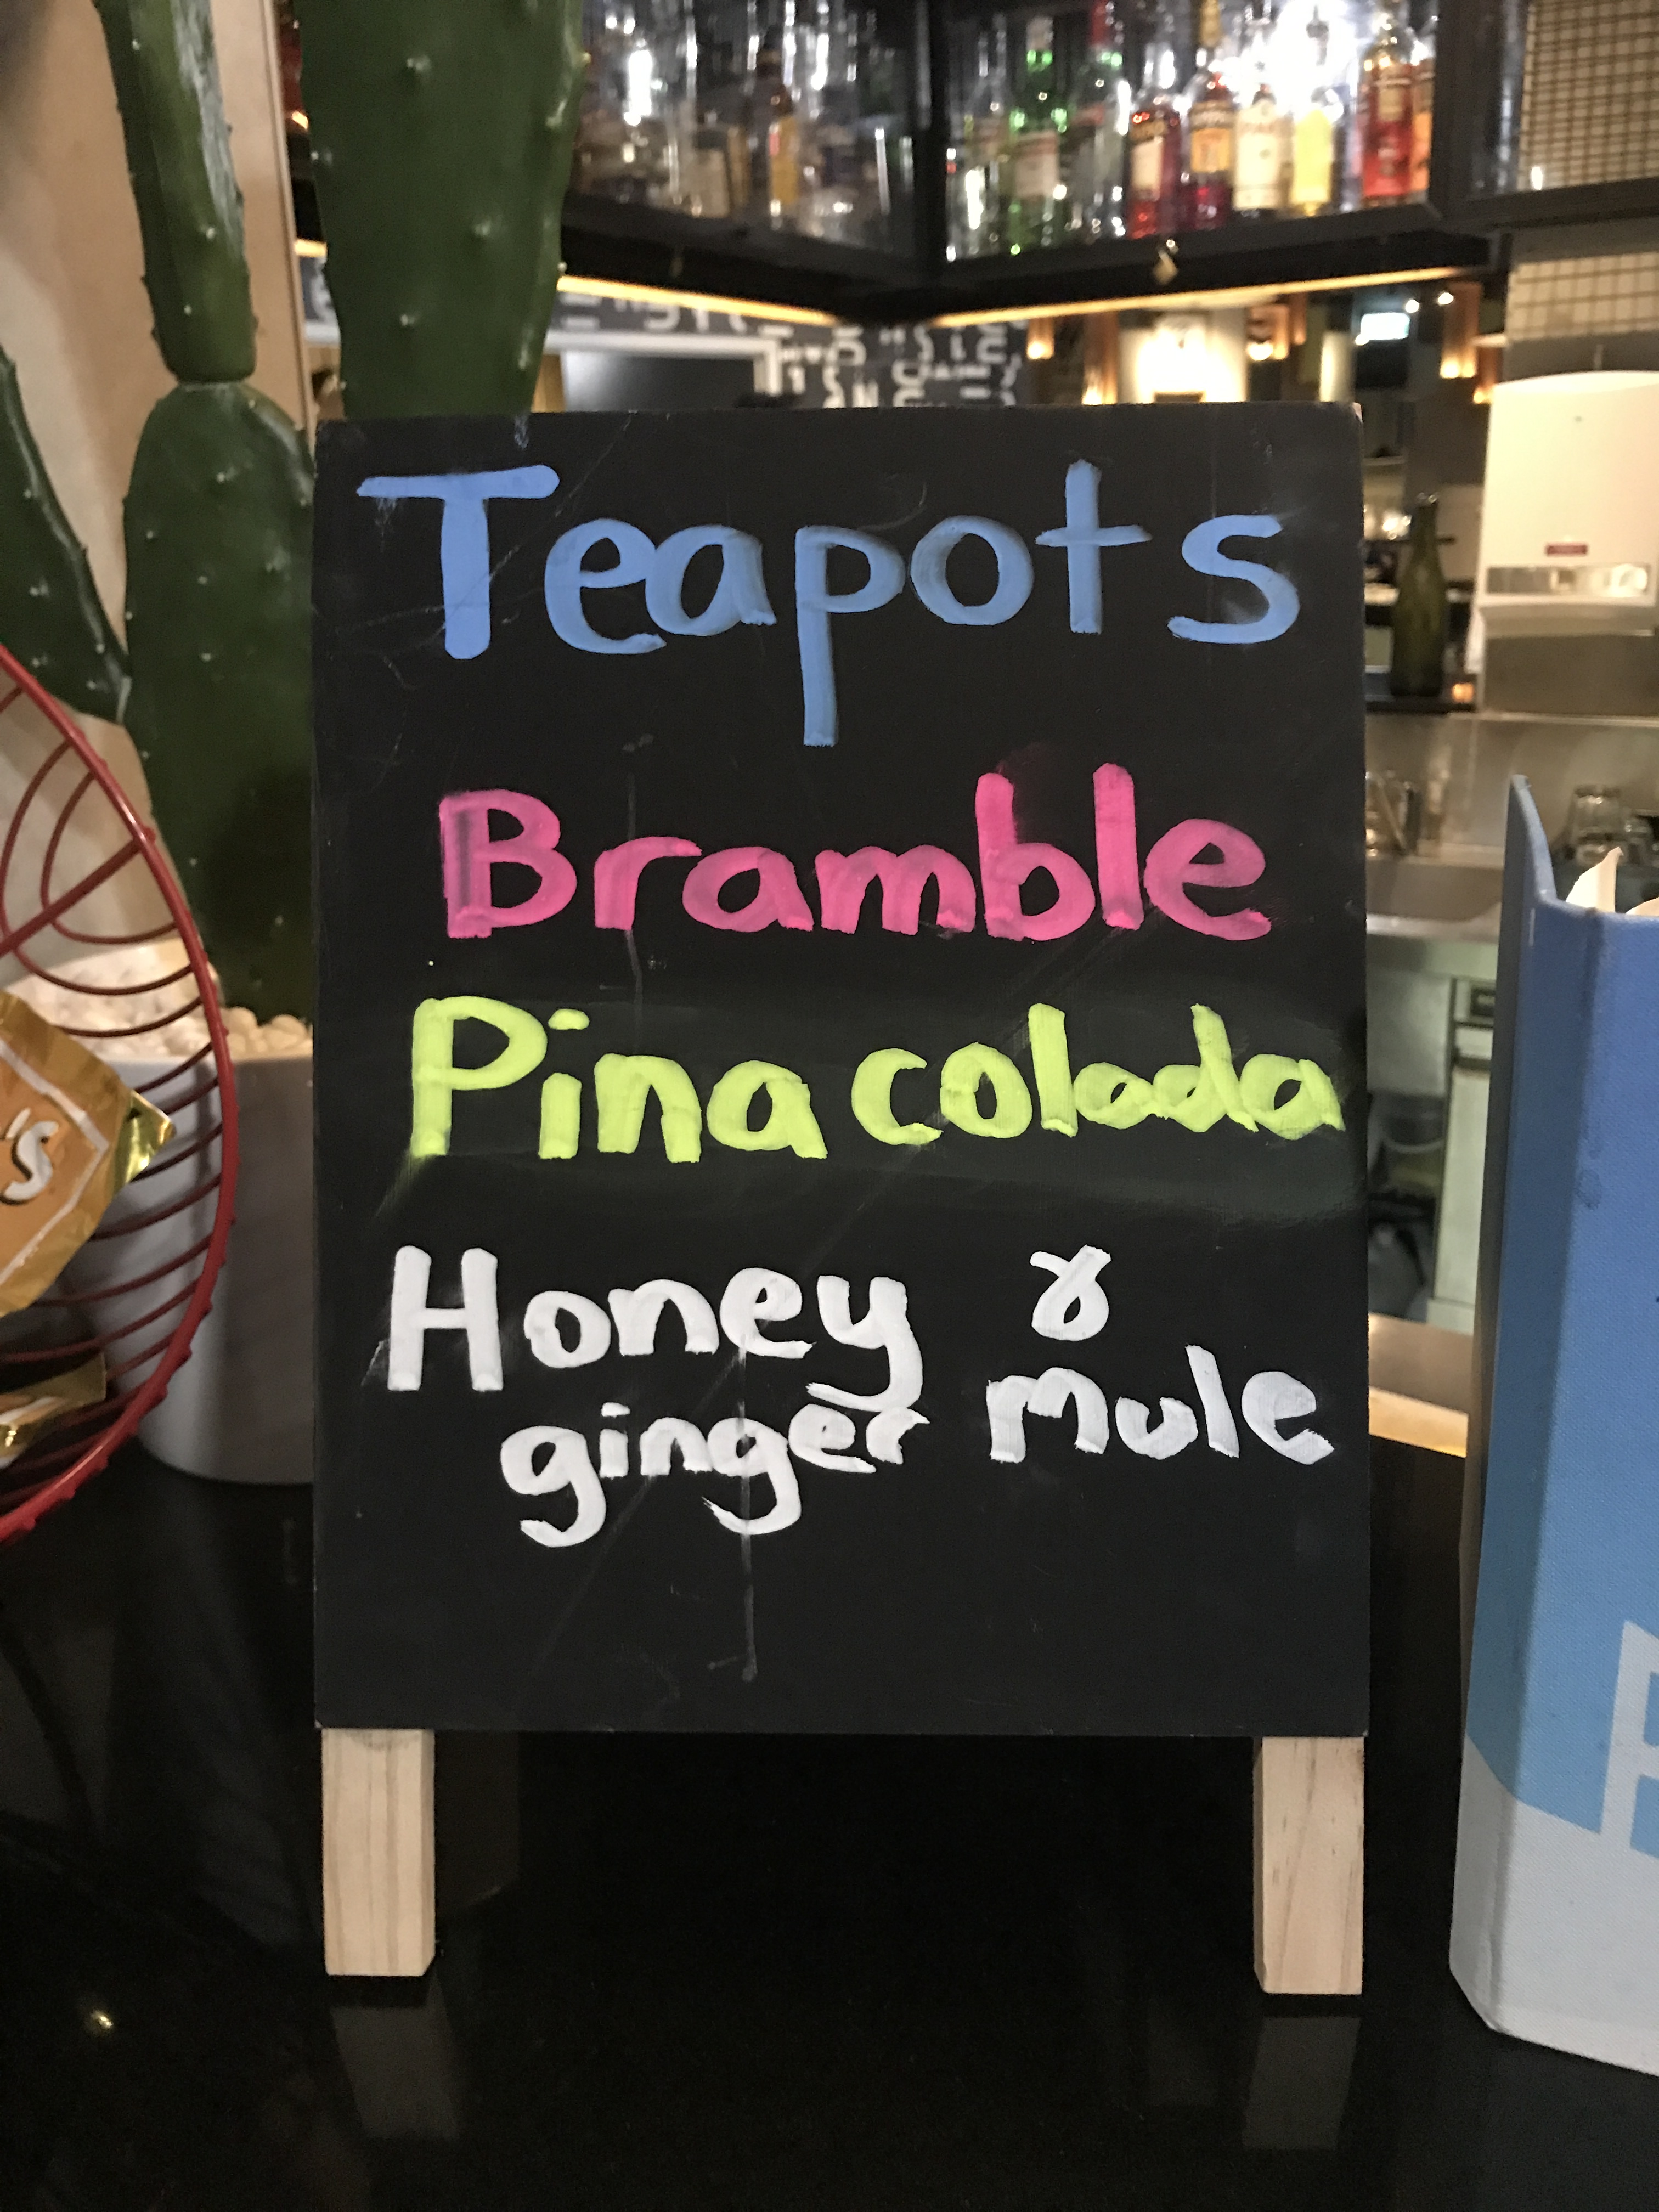 Teapots
Bramble
Pina colada
Honey &
ginger mule
's